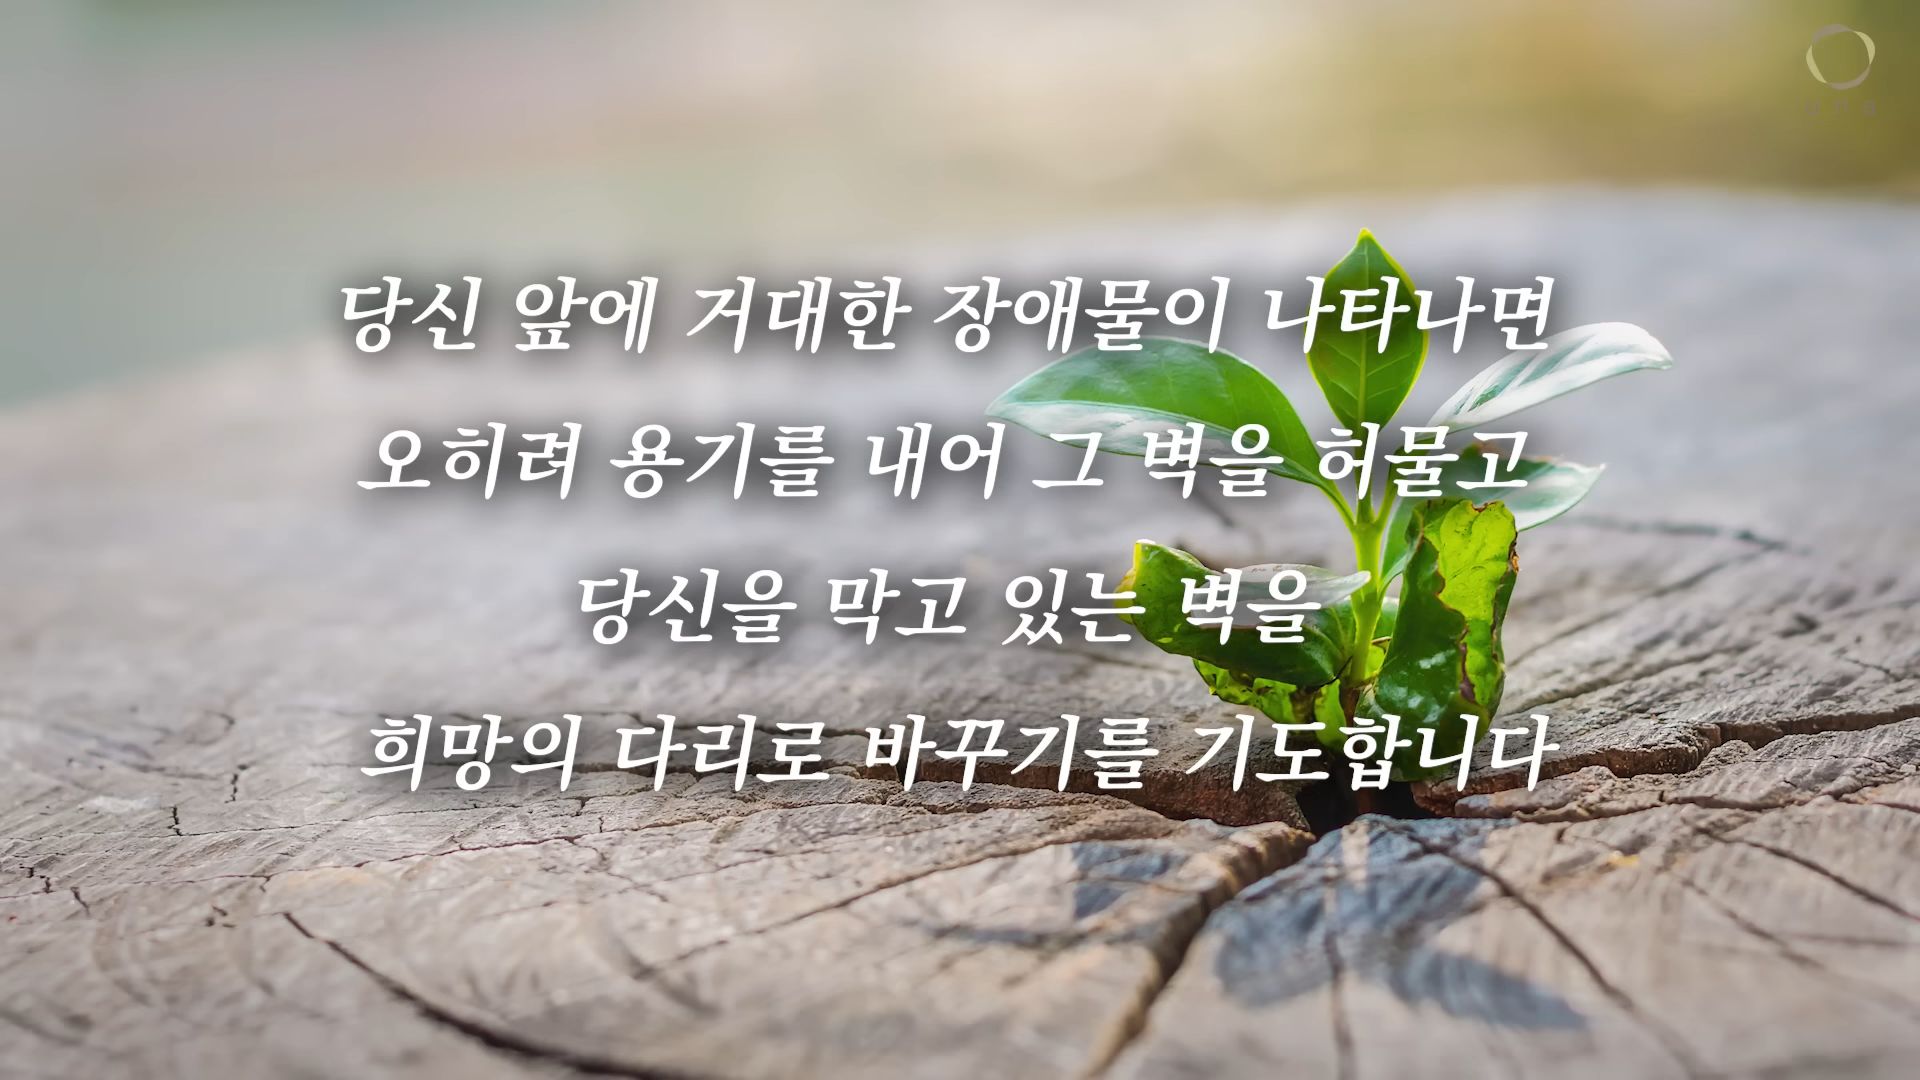 당신 앞에 거대한 장애물이 나타나면
오히려 용기를 내어 그 벽을 허물고
당신을 막고 있는 벽을
희망의 다리로 바꾸기를 기도합니다